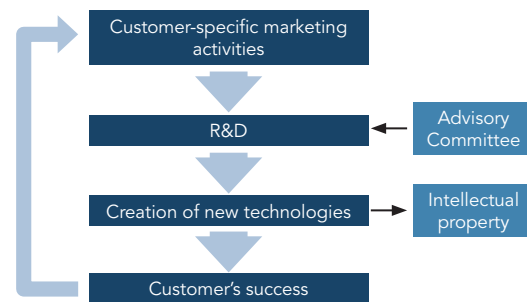 Customer-specific marketing
activities
R&D
Advisory
Committee
Creation of new technologies
Intellectual
property
Customer's success